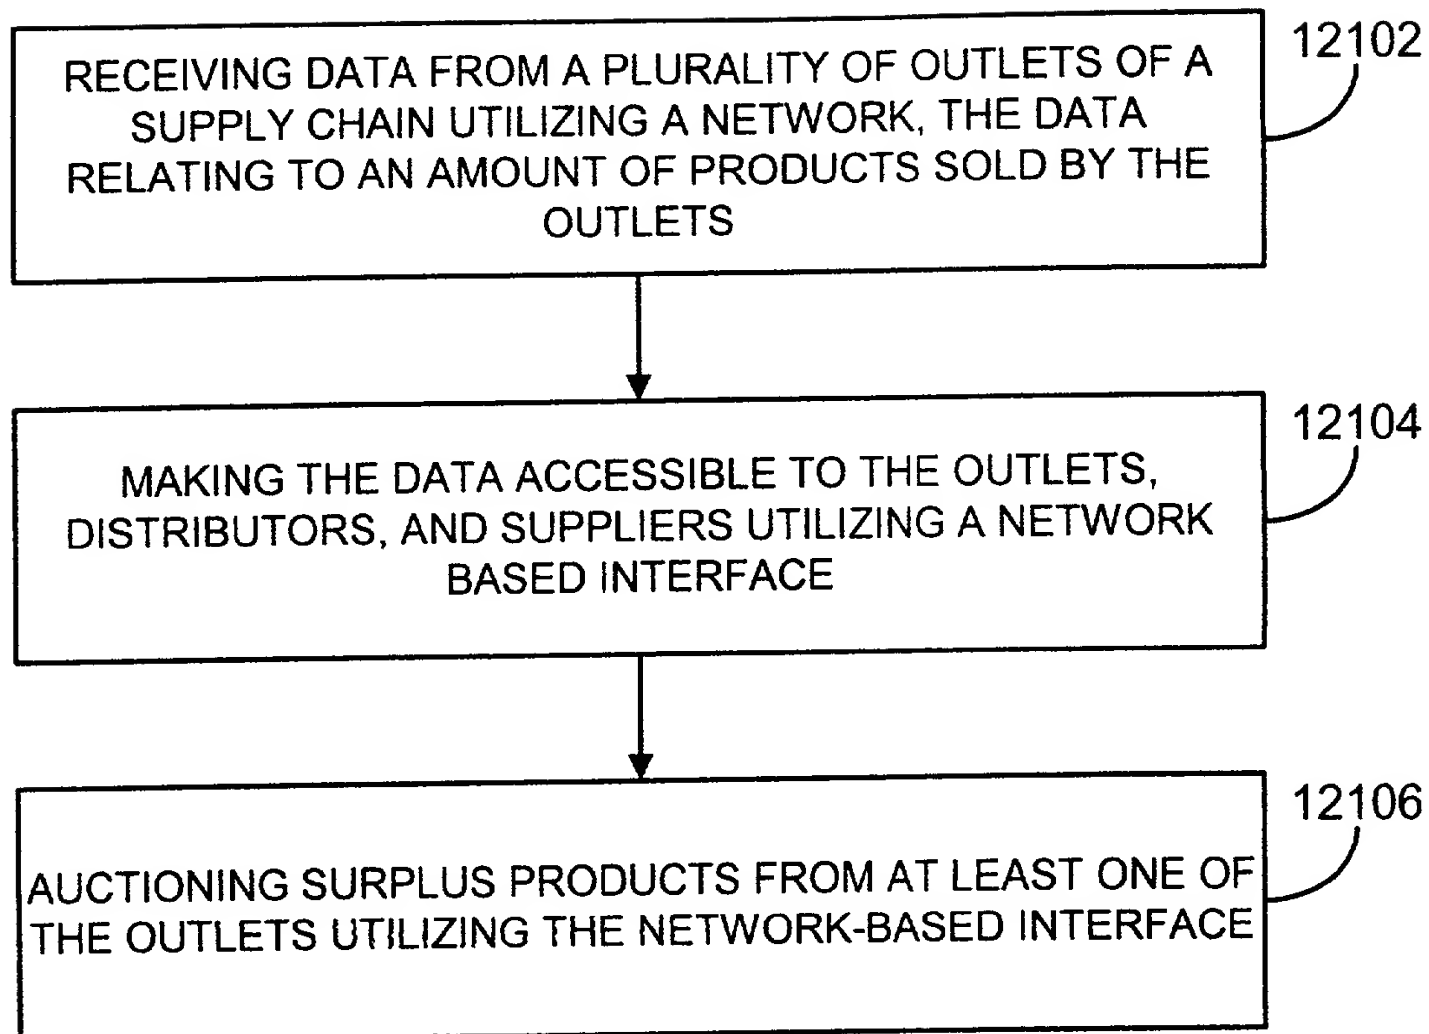 12102
RECEIVING DATA FROM A PLURALITY OF OUTLETS OF A
SUPPLY CHAIN UTILIZING A NETWORK, THE DATA
RELATING TO AN AMOUNT OF PRODUCTS SOLD BY THE
OUTLETS
12104
MAKING THE DATA ACCESSIBLE TO THE OUTLETS,
DISTRIBUTORS, AND SUPPLIERS UTILIZING A NETWORK
BASED INTERFACE
12106
AUCTIONING SURPLUS PRODUCTS FROM AT LEAST ONE OF
THE OUTLETS UTILIZING THE NETWORK-BASED INTERFACE